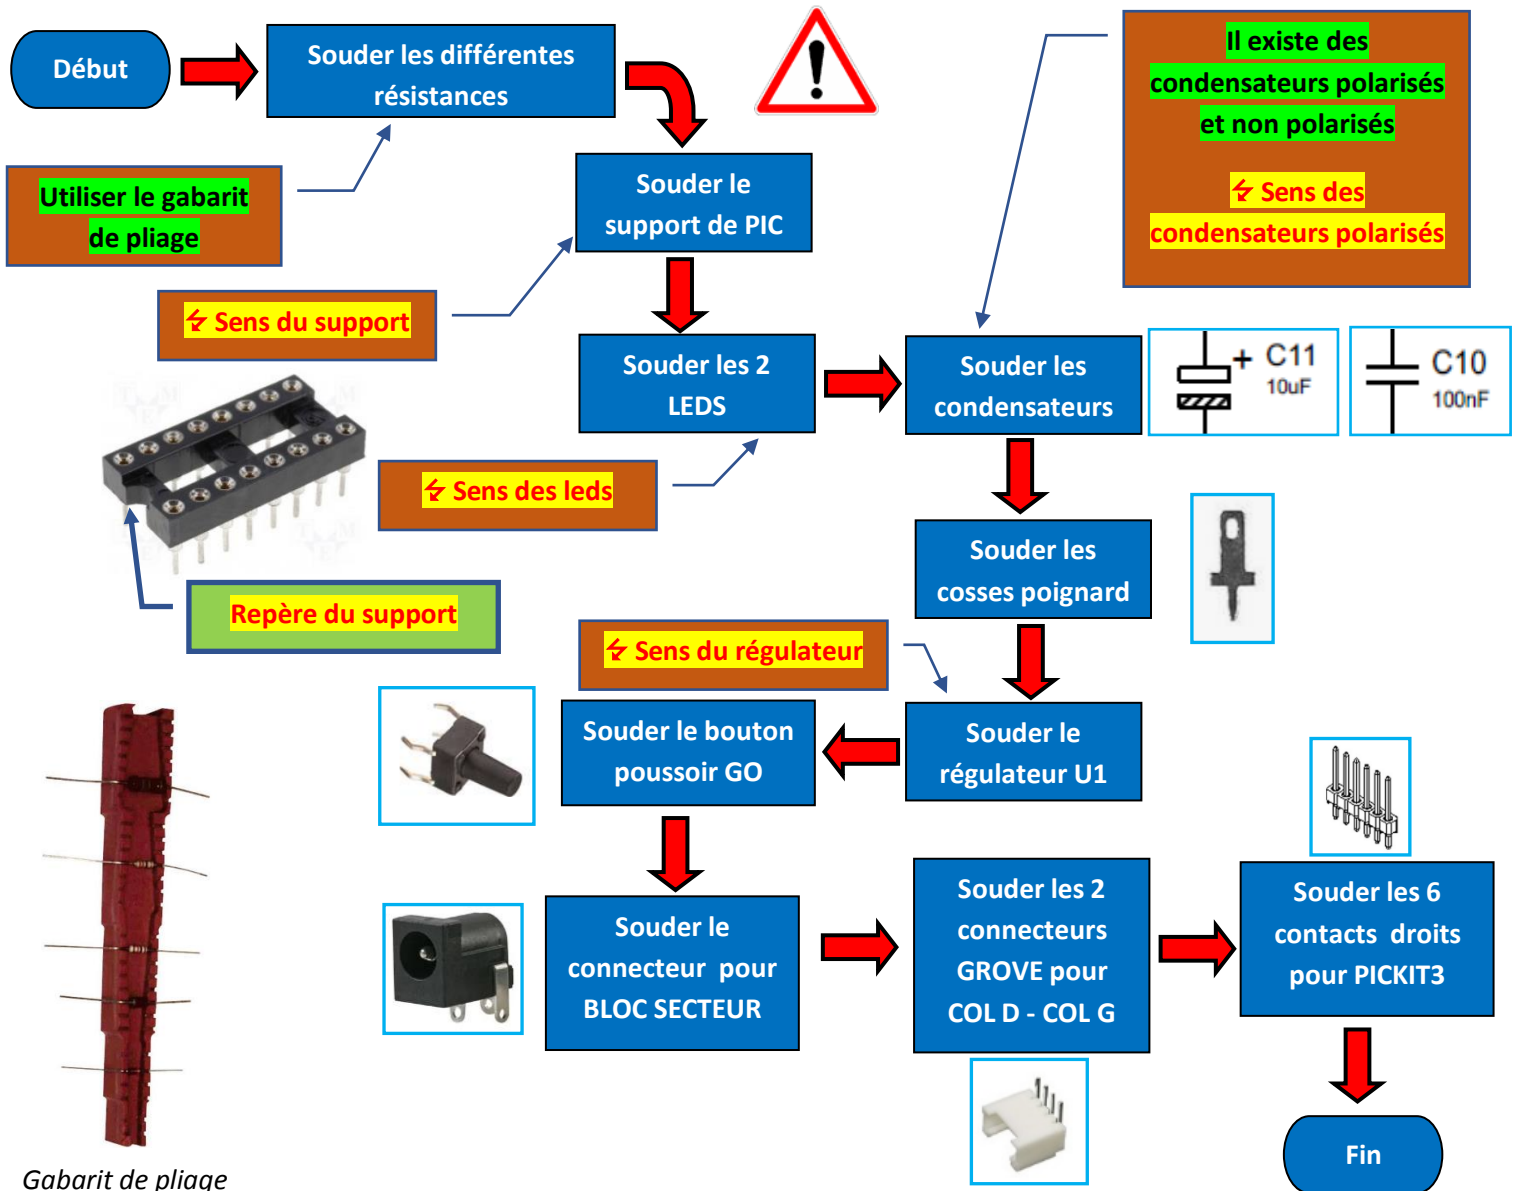 Début
Souder les différentes
résistances
Utiliser le gabarit
de pliage
Souder le
support de PIC
Il existe des
condensateurs polarisés
et non polarisés
Sens des
condensateurs polarisés
Sens du support
Souder les 2
LEDS
Souder les
condensateurs
+ C11
10uF
C10
100nF
Sens des leds
Repère du support
Souder les
cosses poignard
Sens du régulateur
Souder le
régulateur U1
Souder le bouton
poussoir GO
Souder le
connecteur pour
BLOC SECTEUR
Souder les 2
connecteurs
GROVE pour
COL D - COL G
Souder les 6
contacts droits
pour PICKIT3
Fin
Gabarit de pliage